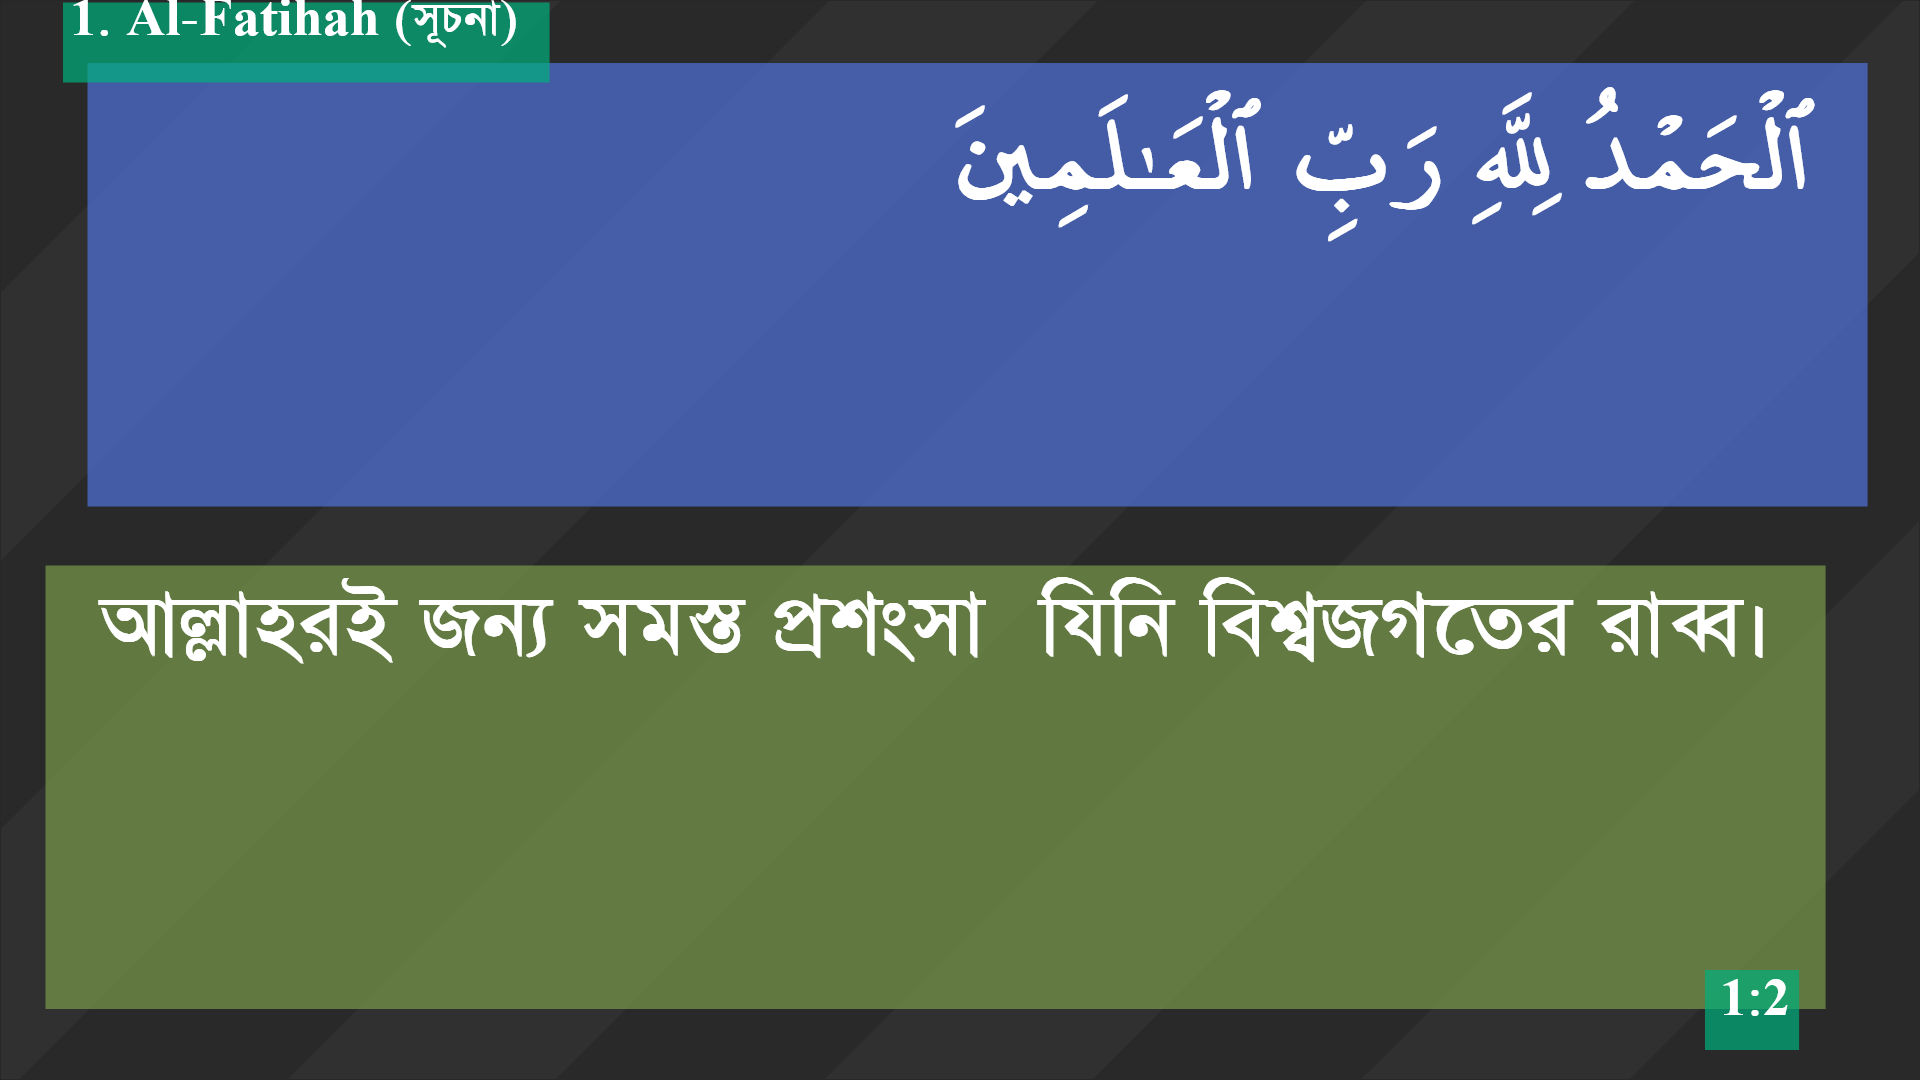 1. Al-Fatihah (সূচনা)
ٱلْحَمْدُ لِلَّهِ رَبِّ ٱلْعَـٰلَمِينَ
আল্লাহরই জন্য সমস্ত প্রশংসা  যিনি বিশ্বজগতের রাব্ব।
1:2